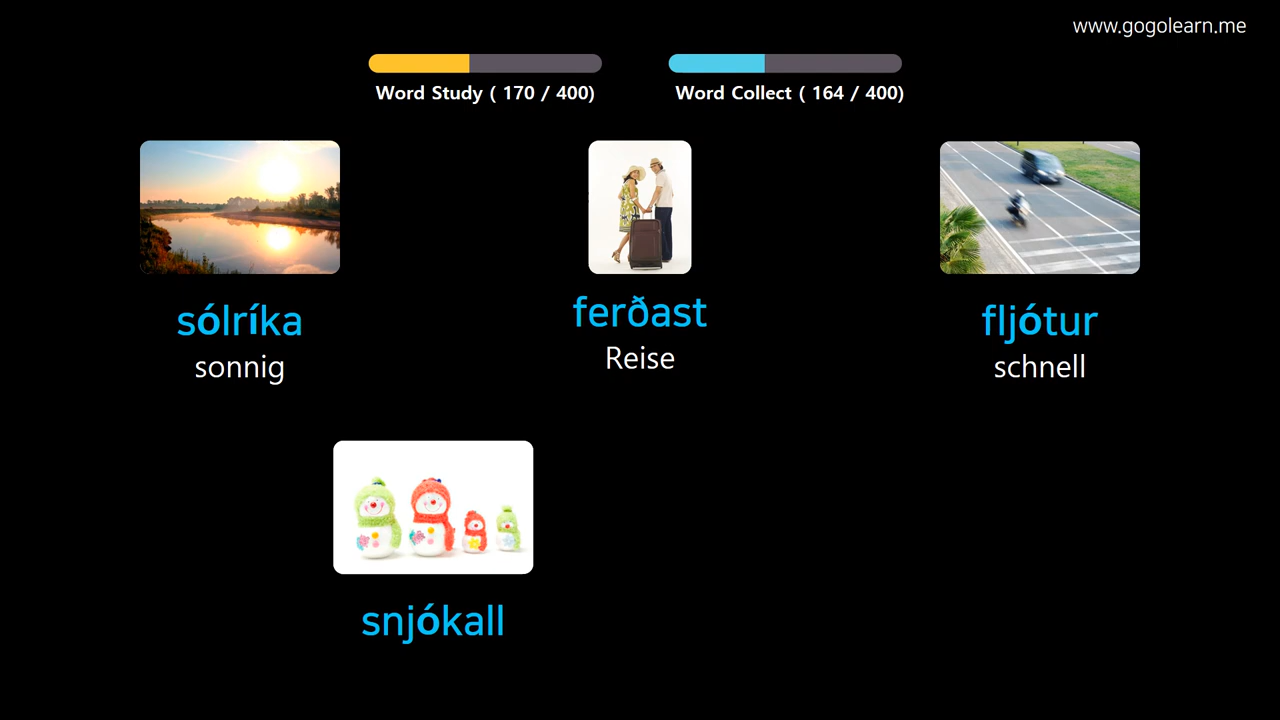 www.gogolearn.me
Word Study ( 170 / 400)
Word Collect ( 164 / 400)
sólríka
sonnig
ferðast
Reise
fljótur
schnell
snjókall